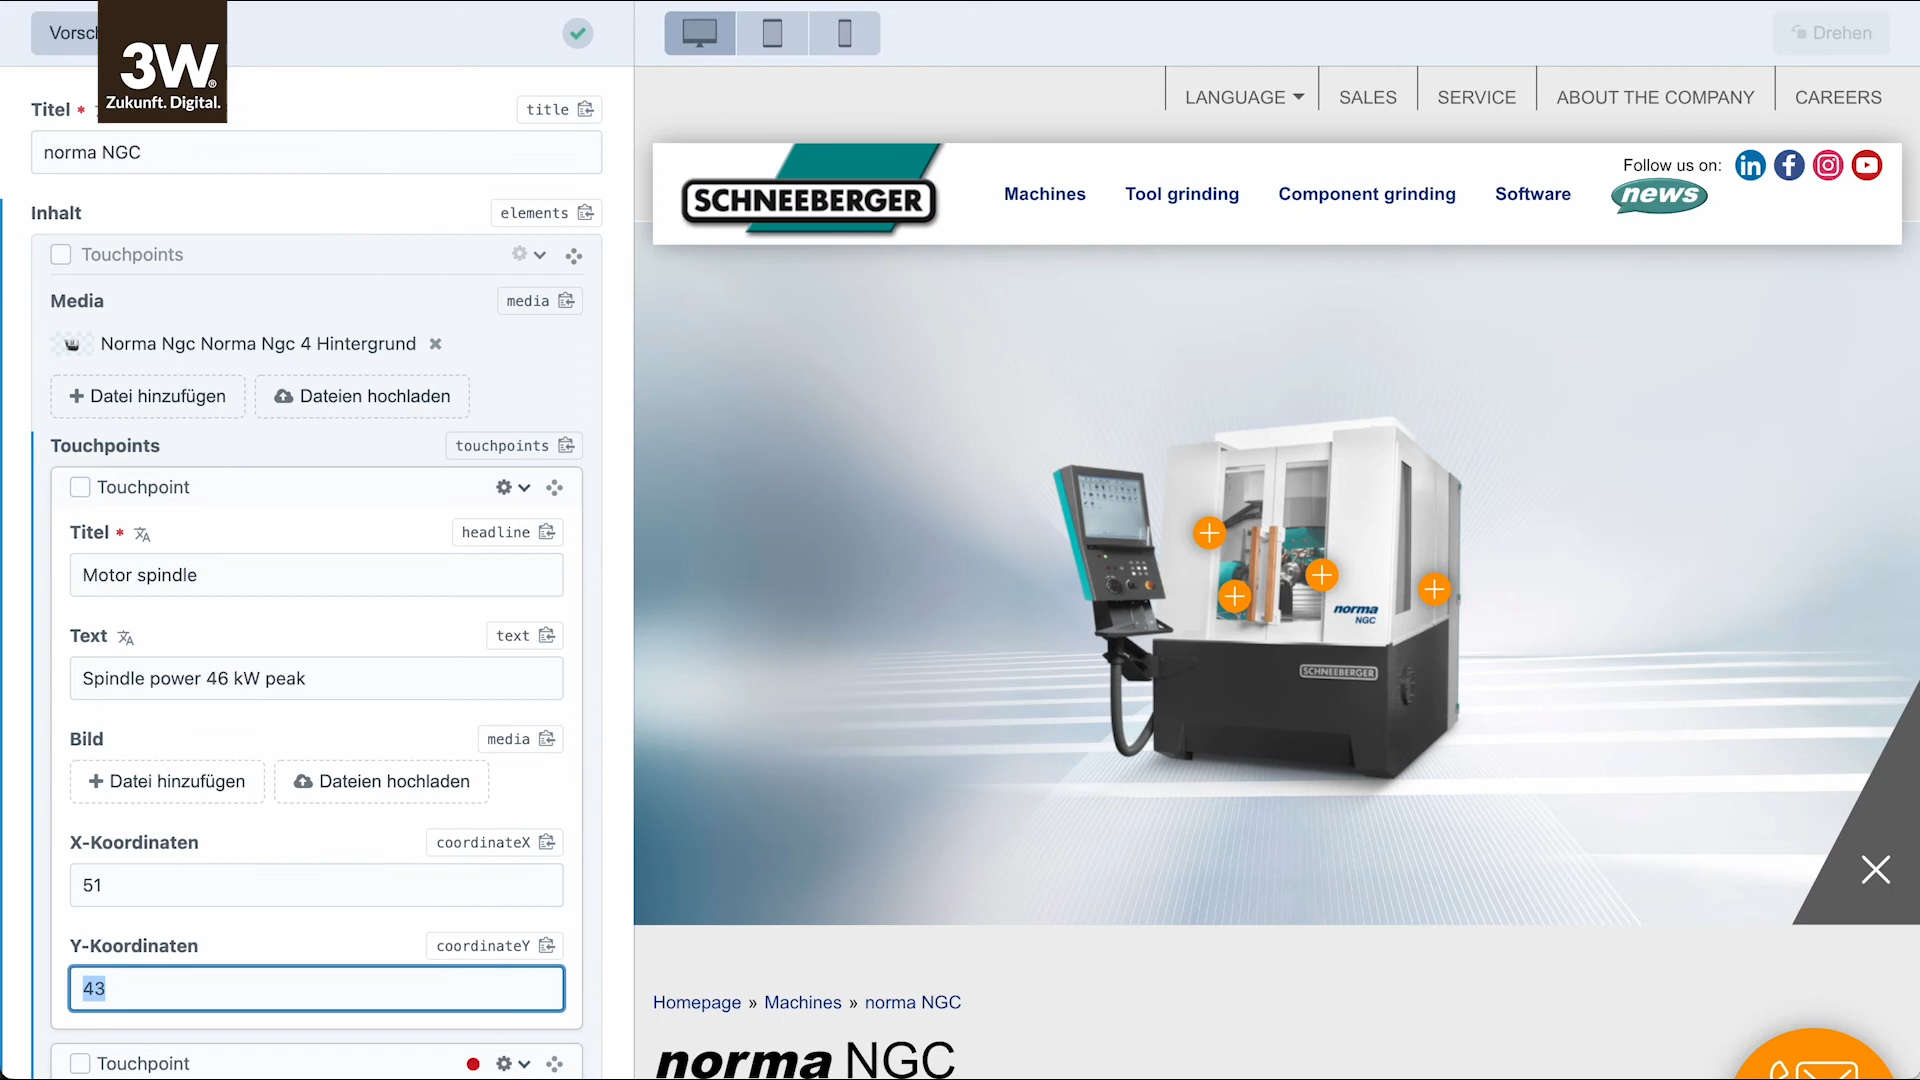 Vorsch
3W®
Zukunft. Digital.
Drehen
Titel *
title
norma NGC
Inhalt
elements
Touchpoints
Media
media
Norma Ngc Norma Ngc 4 Hintergrund
Datei hinzufügen
Dateien hochladen
Touchpoints
touchpoints
Touchpoint
Titel *
headline
Motor spindle
Text
text
Spindle power 46 kW peak
Bild
media
Datei hinzufügen
Dateien hochladen
X-Koordinaten
coordinateX
51
Y-Koordinaten
coordinateY
43
Touchpoint
LANGUAGE
SALES
SERVICE
ABOUT THE COMPANY
CAREERS
SCHNEEBERGER
Machines
Tool grinding
Component grinding
Software
Follow us on:
news
norma
NGC
SCHNEEBERGER
Homepage » Machines » norma NGC
norma NGC